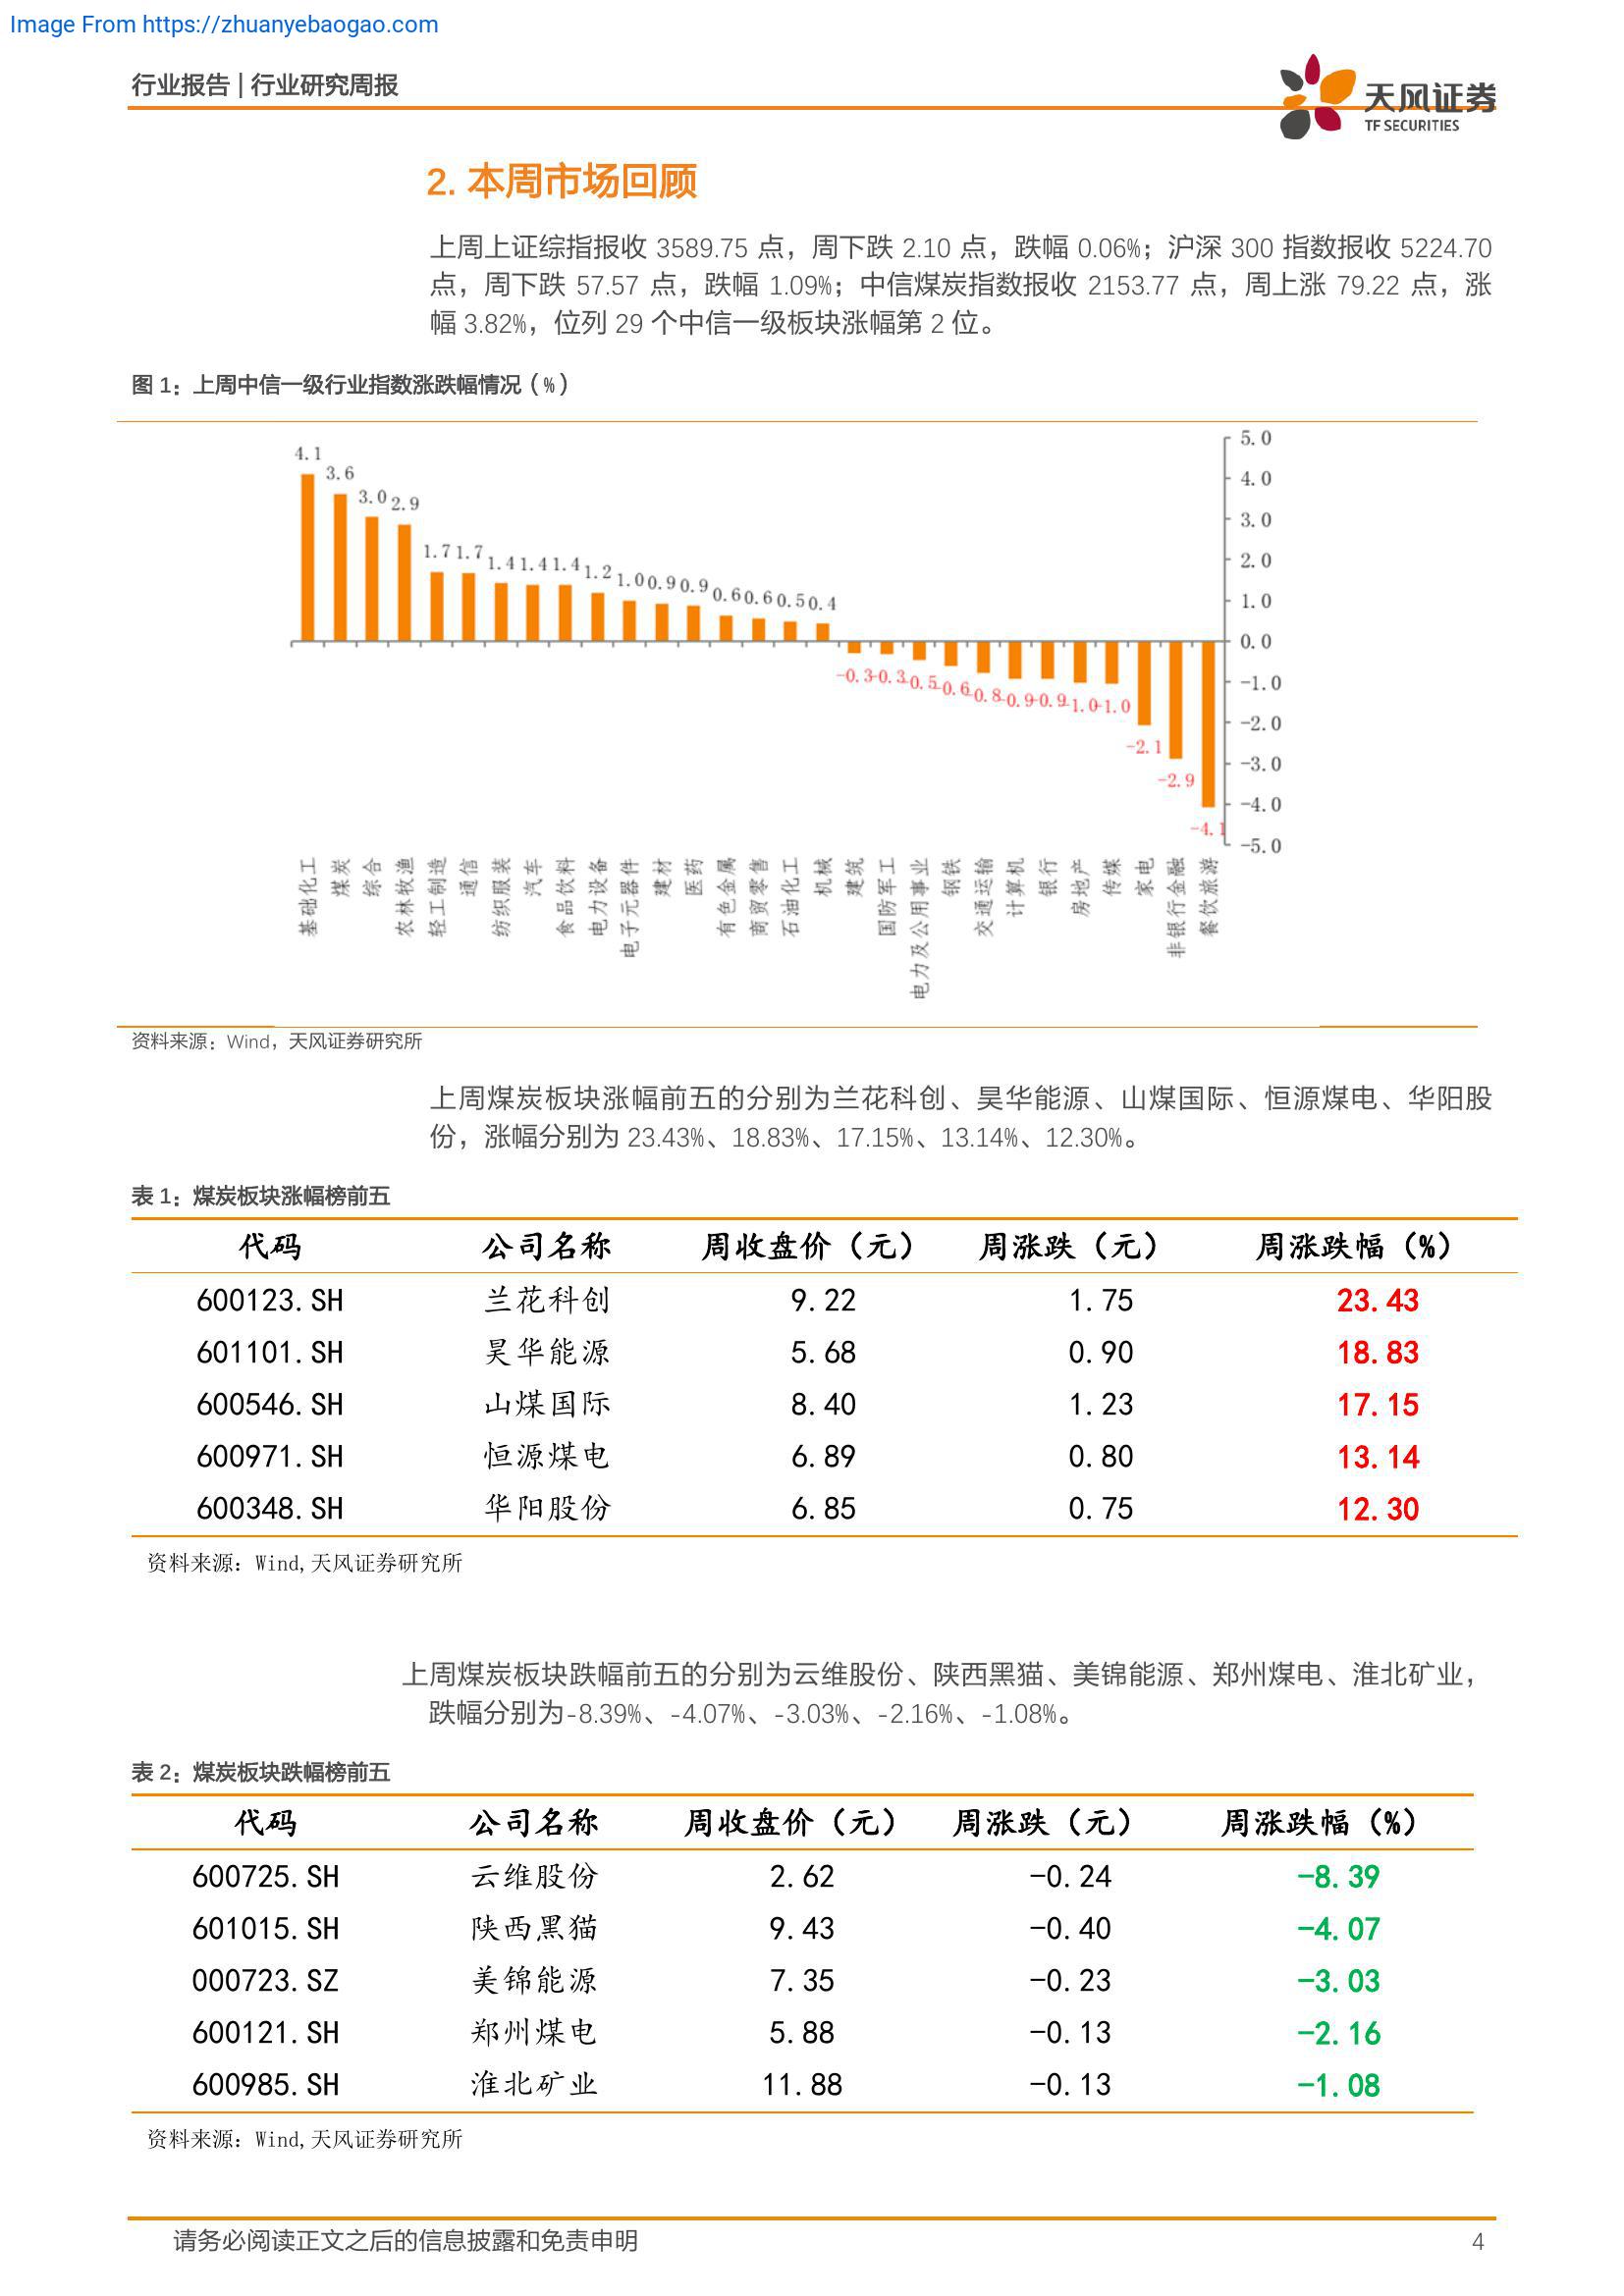 Image From https://zhuanyebaogao.com
行业报告 | 行业研究周报
天风证券
TF SECURITIES
2. 本周市场回顾
上周上证综指报收 3589.75 点，周下跌 2.10 点，跌幅 0.06%；沪深 300 指数报收 5224.70
点，周下跌 57.57 点，跌幅 1.09%；中信煤炭指数报收 2153.77 点，周上涨 79.22 点，涨
幅 3.82%，位列 29 个中信一级板块涨幅第 2 位。
图 1：上周中信一级行业指数涨跌幅情况（%）
4.1 3.6 3.0 2.9 1.7 1.7 1.4 1.4 1.4 1.2 1.0 0.9 0.9 0.6 0.6 0.5 0.4
-0.3 -0.3 -0.5 -0.6 -0.8 -0.9 -0.9 -1.0 -1.0 -2.1 -2.9 -4.1
5.0
4.0
3.0
2.0
1.0
0.0
-1.0
-2.0
-3.0
-4.0
-5.0
基础化工
煤炭
综合
农林牧渔
轻工制造
通信
纺织服装
汽车
食品饮料
电力设备
电子元器件
建材
医药
有色金属
商贸零售
石油化工
机械
建筑
国防军工
电力及公用事业
钢铁
交通运输
计算机
银行
房地产
传媒
家电
非银行金融
餐饮旅游
资料来源：Wind，天风证券研究所
上周煤炭板块涨幅前五的分别为兰花科创、昊华能源、山煤国际、恒源煤电、华阳股
份，涨幅分别为 23.43%、18.83%、17.15%、13.14%、12.30%。
表 1：煤炭板块涨幅榜前五
代码 公司名称 周收盘价（元） 周涨跌（元） 周涨跌幅（%）
600123.SH 兰花科创 9.22 1.75 23.43
601101.SH 昊华能源 5.68 0.90 18.83
600546.SH 山煤国际 8.40 1.23 17.15
600971.SH 恒源煤电 6.89 0.80 13.14
600348.SH 华阳股份 6.85 0.75 12.30
资料来源：Wind,天风证券研究所
上周煤炭板块跌幅前五的分别为云维股份、陕西黑猫、美锦能源、郑州煤电、淮北矿业，
跌幅分别为-8.39%、-4.07%、-3.03%、-2.16%、-1.08%。
表 2：煤炭板块跌幅榜前五
代码 公司名称 周收盘价（元） 周涨跌（元） 周涨跌幅（%）
600725.SH 云维股份 2.62 -0.24 -8.39
601015.SH 陕西黑猫 9.43 -0.40 -4.07
000723.SZ 美锦能源 7.35 -0.23 -3.03
600121.SH 郑州煤电 5.88 -0.13 -2.16
600985.SH 淮北矿业 11.88 -0.13 -1.08
资料来源：Wind,天风证券研究所
请务必阅读正文之后的信息披露和免责申明 4